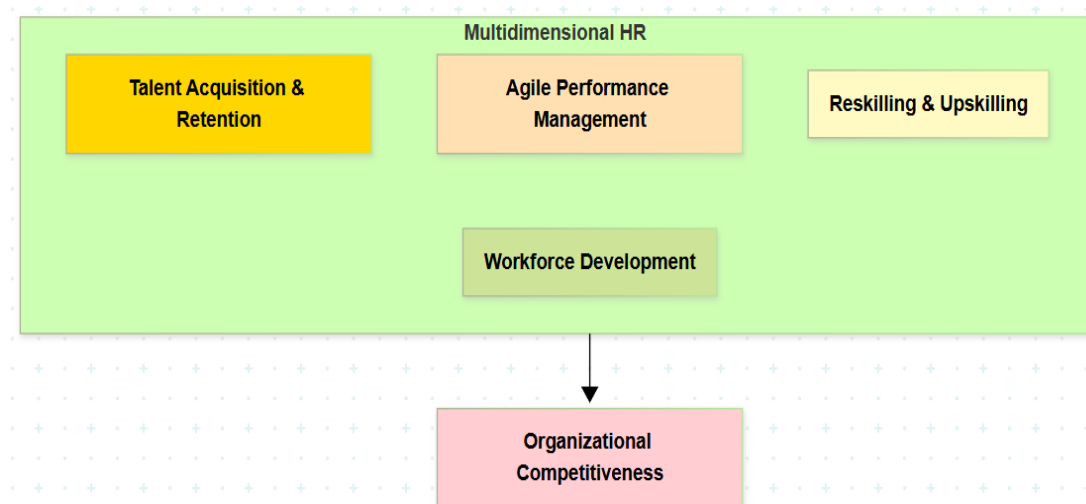 Multidimensional HR
Talent Acquisition &
Retention
Agile Performance
Management
Reskilling & Upskilling
Workforce Development
Organizational
Competitiveness